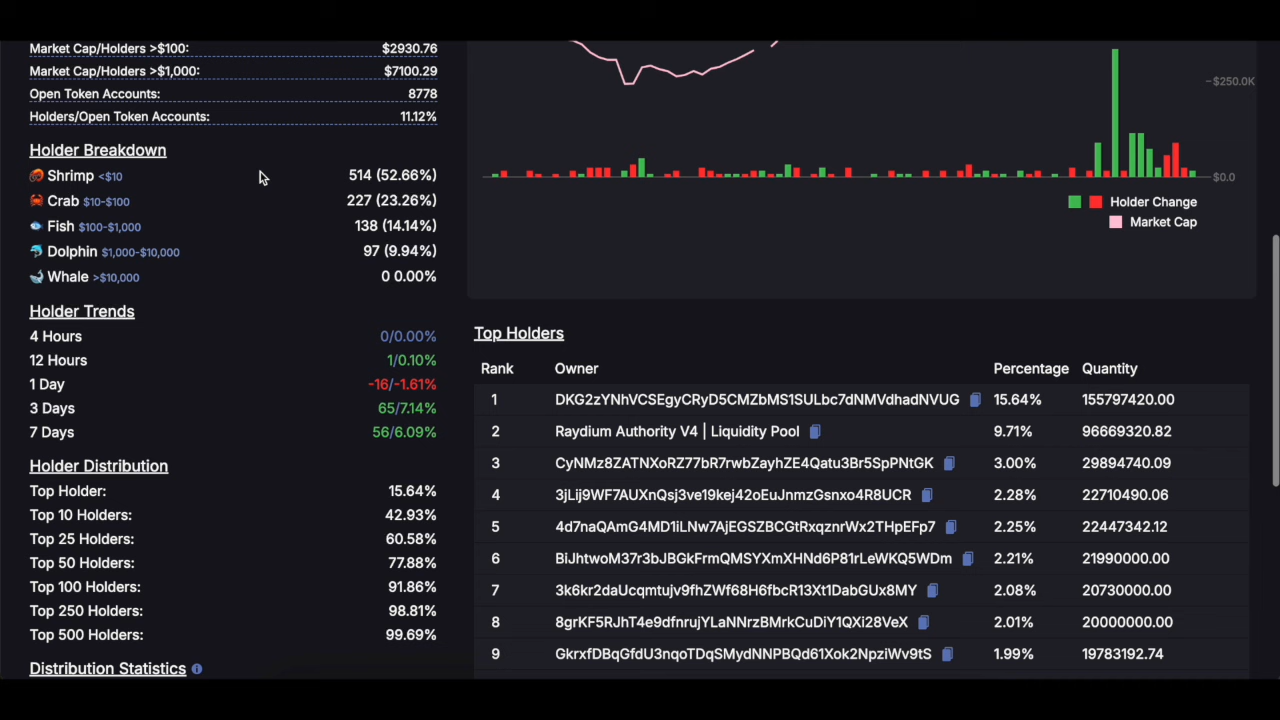 Market Cap/Holders >$100: $2930.76
Market Cap/Holders >$1,000: $7100.29
Open Token Accounts: 8778
Holders/Open Token Accounts: 11.12%
Holder Breakdown
Shrimp <$10 514 (52.66%)
Crab $10-$100 227 (23.26%)
Fish $100-$1,000 138 (14.14%)
Dolphin $1,000-$10,000 97 (9.94%)
Whale >$10,000 0 0.00%
Holder Trends
4 Hours 0/0.00%
12 Hours 1/0.10%
1 Day -16/-1.61%
3 Days 65/7.14%
7 Days 56/6.09%
Holder Distribution
Top Holder: 15.64%
Top 10 Holders: 42.93%
Top 25 Holders: 60.58%
Top 50 Holders: 77.88%
Top 100 Holders: 91.86%
Top 250 Holders: 98.81%
Top 500 Holders: 99.69%
Distribution Statistics
$250.0K
$0.0
Holder Change
Market Cap
Top Holders
Rank Owner Percentage Quantity
1 DKG2zYNhVCSEgyCRyD5CMZbMS1SULbc7dNMVdhadNVUG 15.64% 155797420.00
2 Raydium Authority V4 | Liquidity Pool 9.71% 96669320.82
3 CyNMz8ZATNXoRZ77bR7rwbZayhZE4Qatu3Br5SpPNtGK 3.00% 29894740.09
4 3jLij9WF7AUXnQsj3ve19kej42oEuJnmzGsnxo4R8UCR 2.28% 22710490.06
5 4d7naQAmG4MD1iLNw7AjEGSZBCGtRxqznrWx2THpEFp7 2.25% 22447342.12
6 BiJhtwoM37r3bJBGkFrmQMSYXmXHNd6P81rLeWKQ5WDm 2.21% 21990000.00
7 3k6kr2daUcqmtujv9fhZWf68H6fbcR13Xt1DabGUx8MY 2.08% 20730000.00
8 8grKF5RJhT4e9dfnrujYLaNNrzBMrkCuDiY1QXi28VeX 2.01% 20000000.00
9 GkrxfDBqGfdU3nqoTDqSMydNNPBQd61Xok2NpziWv9tS 1.99% 19783192.74